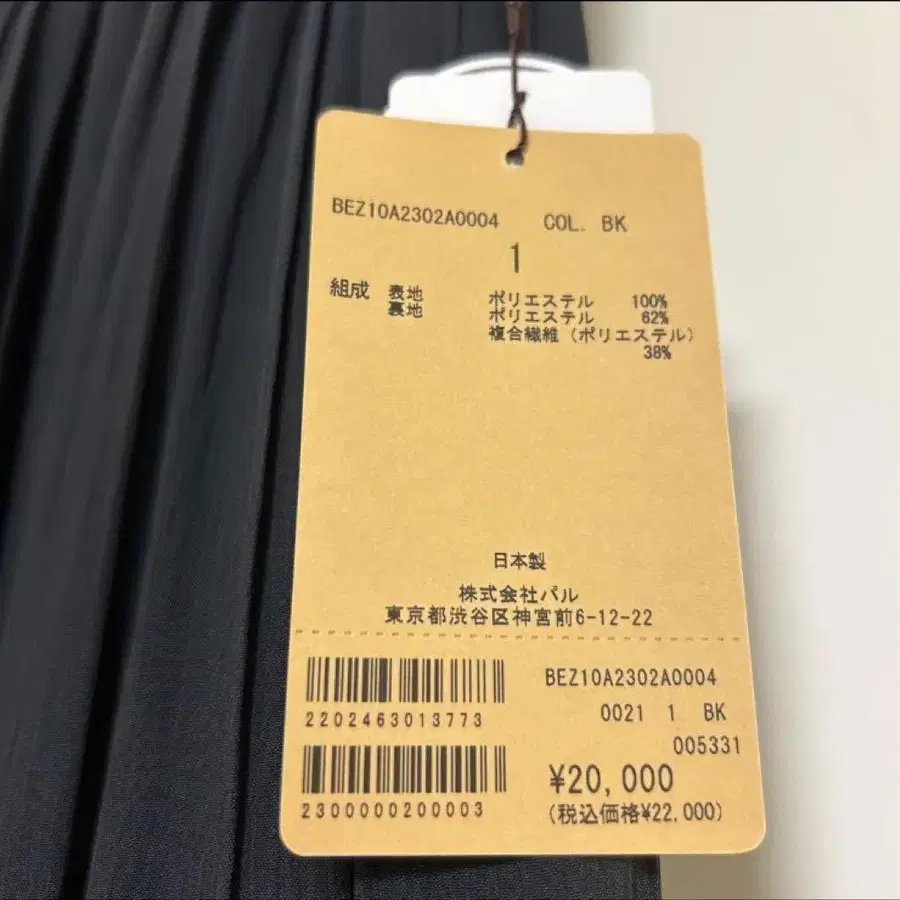 BEZ10A2302A0004 COL. BK
1
組成 表地 ポリエステル 100%
裏地 ポリエステル 62%
複合繊維(ポリエステル)
38%
日本製
株式会社パル
東京都渋谷区神宮前6-12-22
BEZ10A2302A0004
2202463013773
0021 1 BK
005331
2300000200003
¥20,000
(税込価格¥22,000)